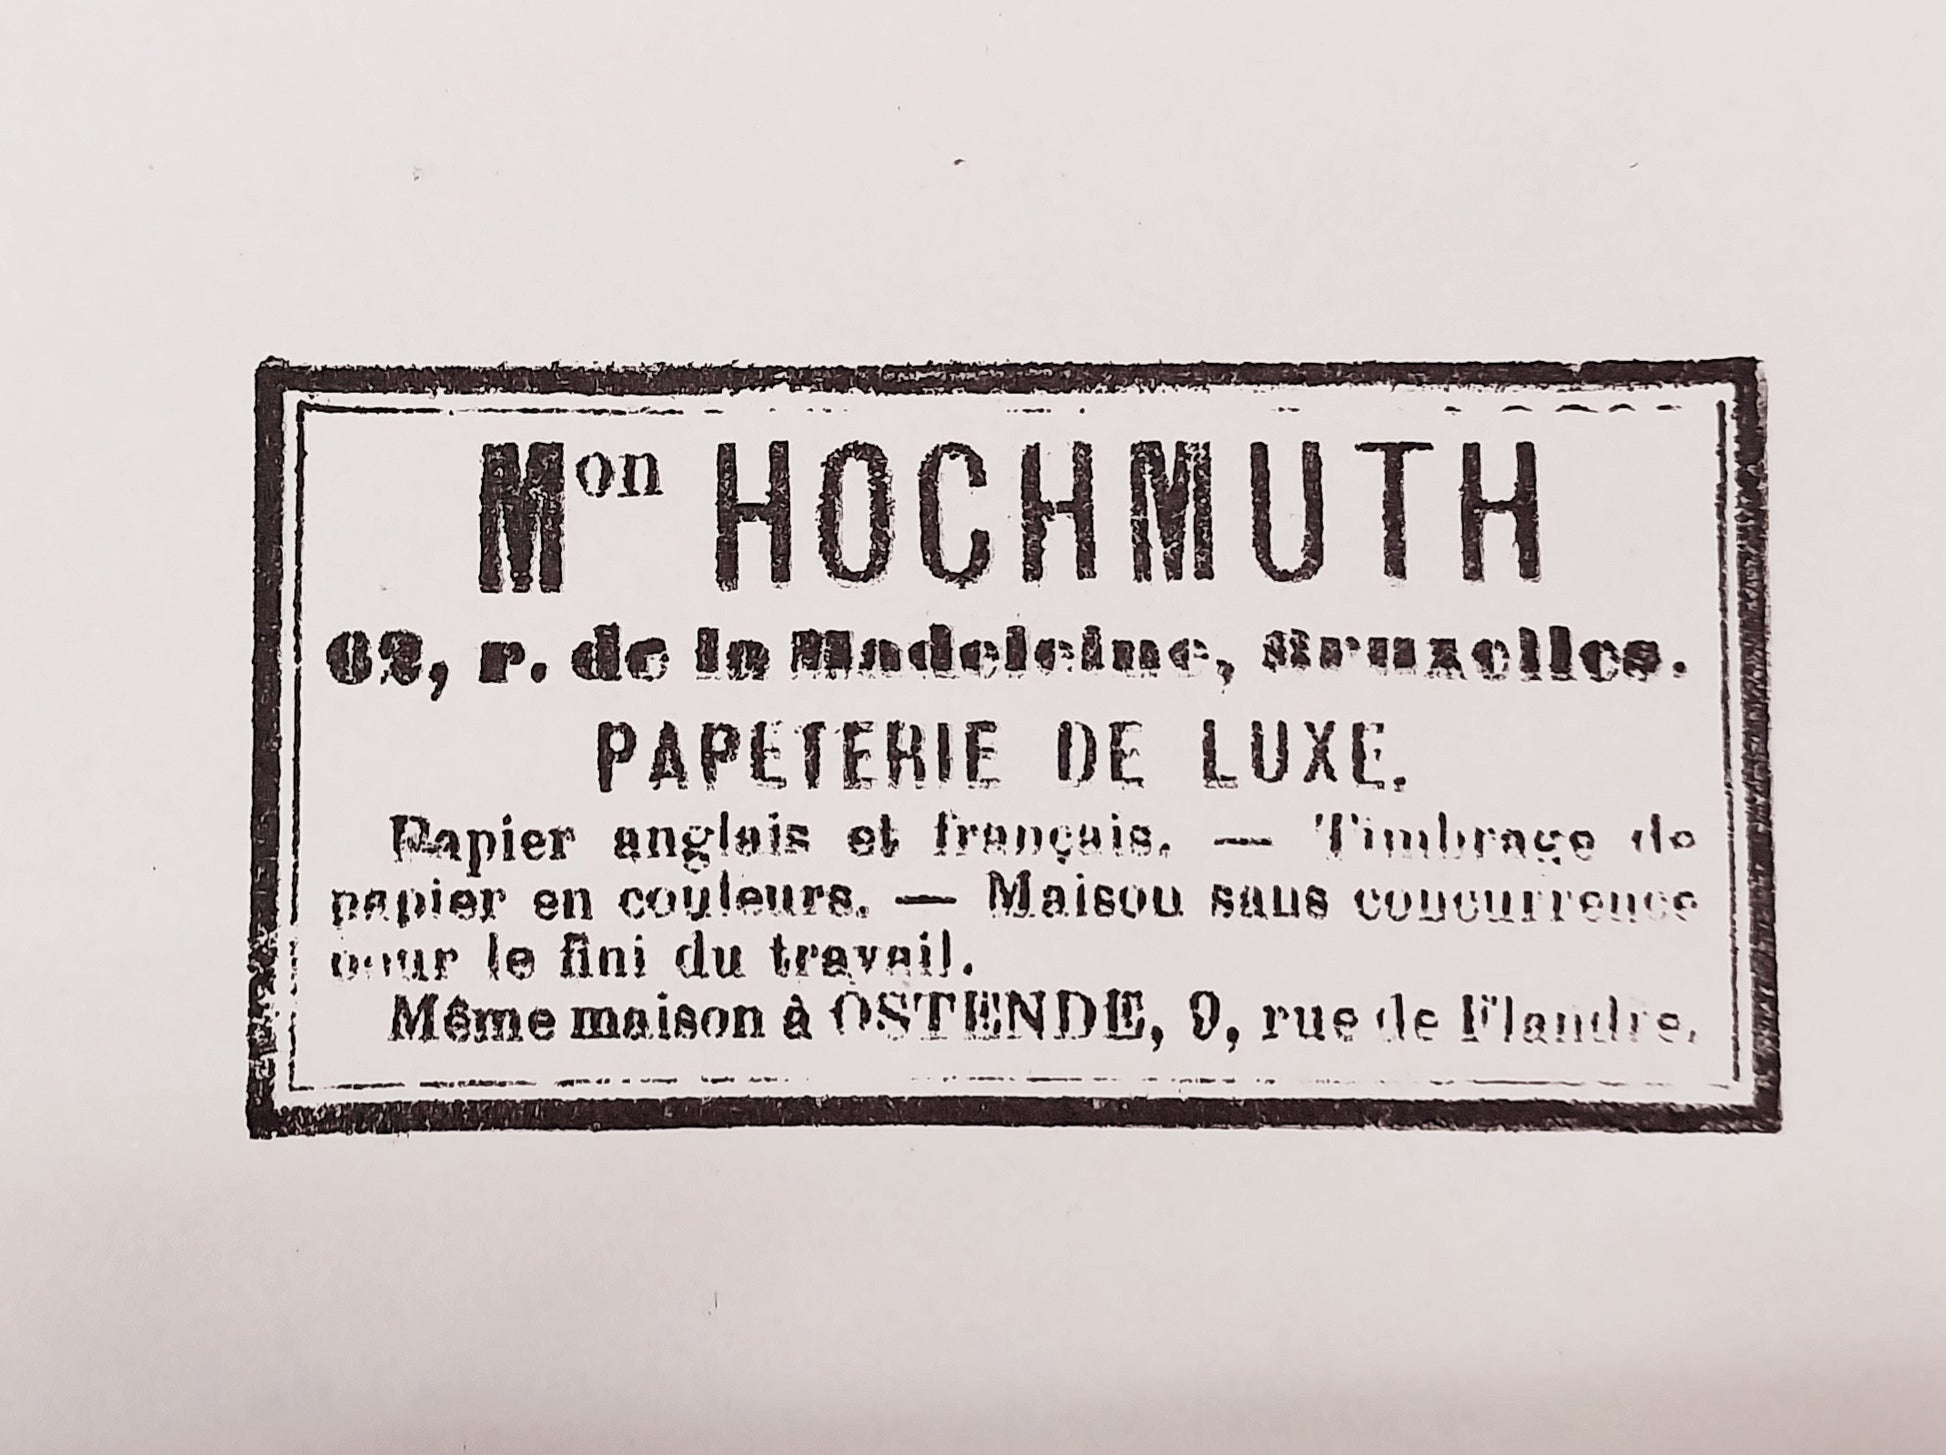 Mon HOCHMUTH
62, r. de la Madeleine, Bruxelles.
PAPETERIE DE LUXE.
Papier anglais et français. — Timbrage de
papier en couleurs. — Maison sans concurrence
pour le fini du travail.
Même maison à OSTENDE, 9, rue de Flandre.